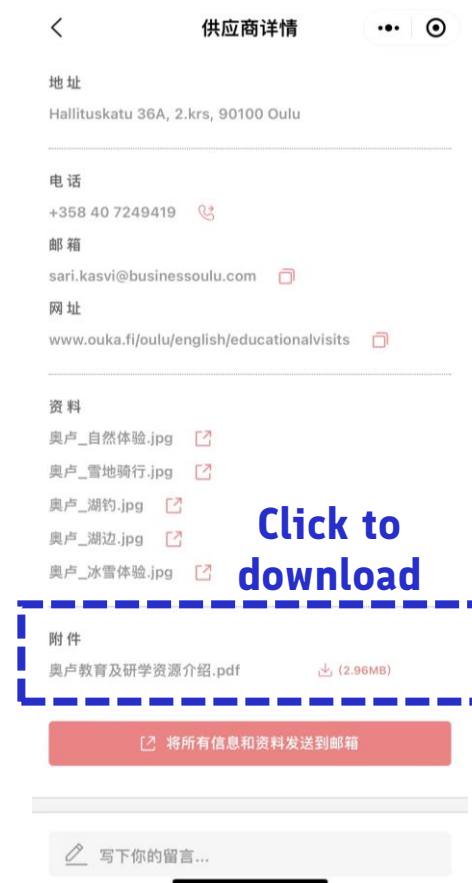 供应商详情
地址
Hallituskatu 36A, 2.krs, 90100 Oulu
电话
+358 40 7249419
邮箱
sari.kasvi@businessoulu.com
网址
www.ouka.fi/oulu/english/educationalvisits
资料
奥卢_自然体验.jpg
奥卢_雪地骑行.jpg
奥卢_湖钓.jpg
奥卢_湖边.jpg
奥卢_冰雪体验.jpg
Click to
download
附件
奥卢教育及研学资源介绍.pdf (2.96MB)
将所有信息和资料发送到邮箱
写下你的留言...